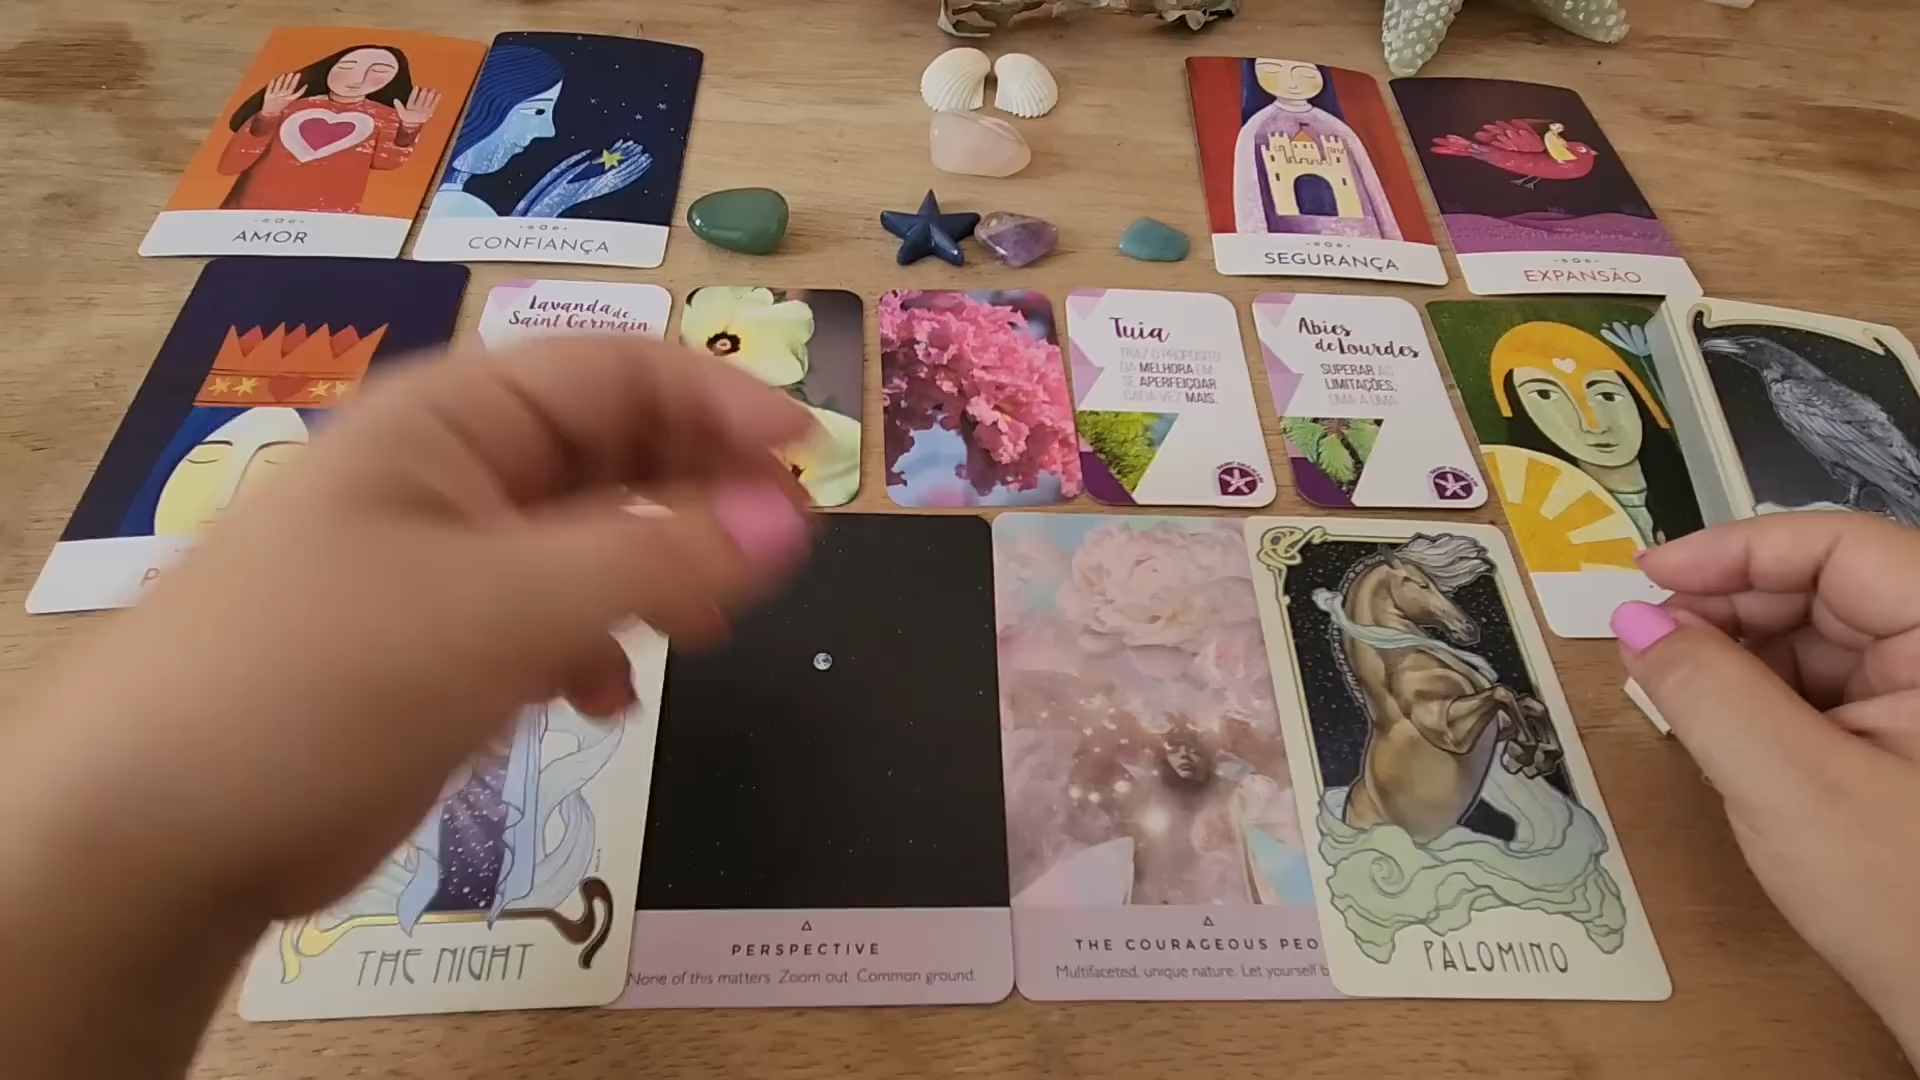 AMOR
CONFIANÇA
SEGURANÇA
EXPANSÃO
Lavanda de
Saint Germain
Tuia
TRAZ O PROPÓSITO
DA MELHORA EM
SE APERFEIÇOAR
CADA VEZ MAIS.
Abies
de Lourdes
SUPERAR AS
LIMITAÇÕES,
UMA A UMA.
P
THE NIGHT
PERSPECTIVE
None of this matters. Zoom out. Common ground.
THE COURAGEOUS PEO
Multifaceted, unique nature. Let yourself b
PALOMINO